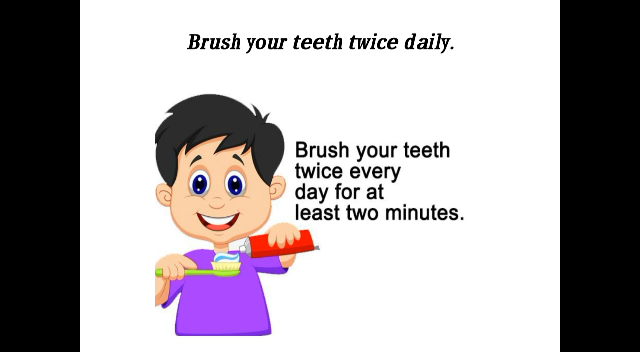 Brush your teeth twice daily.
Brush your teeth
twice every
day for at
least two minutes.